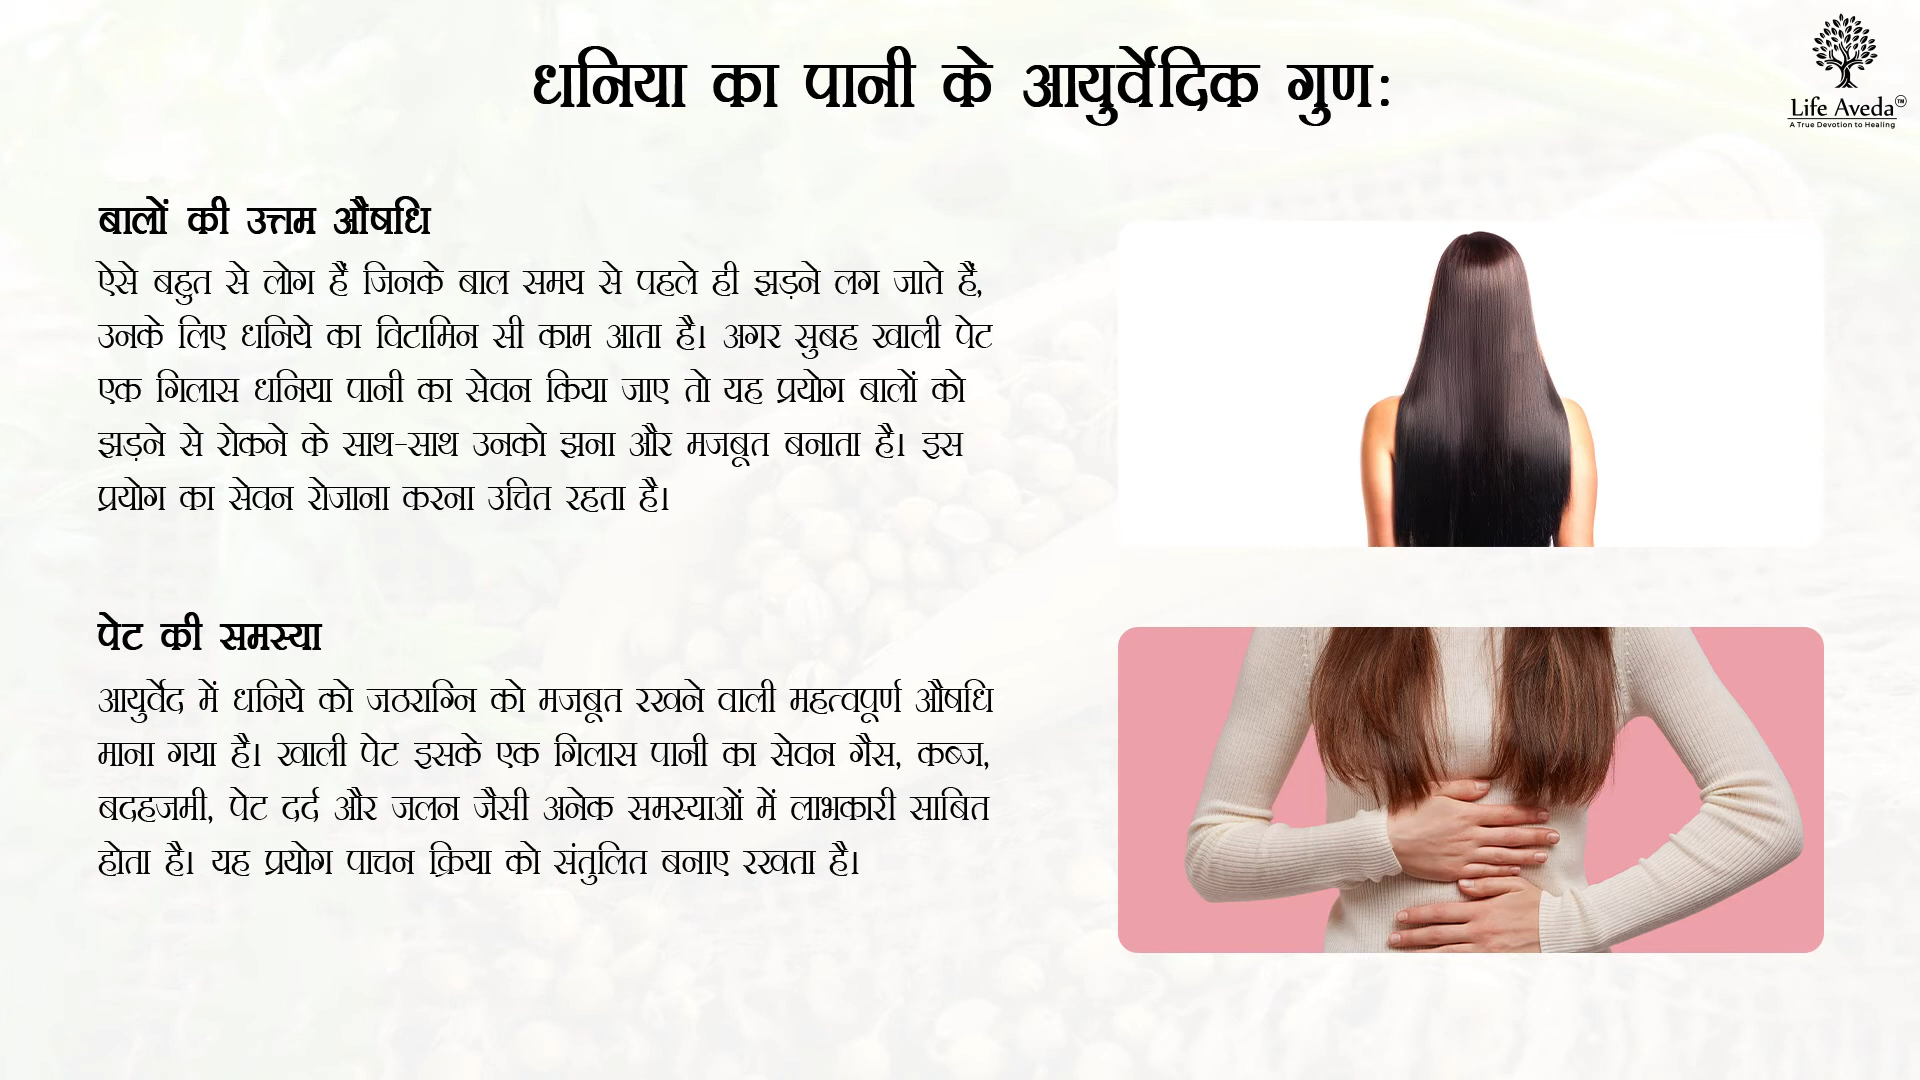 धनिया का पानी के आयुर्वेदिक गुण:
Life Aveda™
A True Devotion to Healing
बालों की उत्तम औषधि
ऐसे बहुत से लोग हैं जिनके बाल समय से पहले ही झड़ने लग जाते हैं,
उनके लिए धनिये का विटामिन सी काम आता है। अगर सुबह खाली पेट
एक गिलास धनिया पानी का सेवन किया जाए तो यह प्रयोग बालों को
झड़ने से रोकने के साथ-साथ उनको झना और मजबूत बनाता है। इस
प्रयोग का सेवन रोजाना करना उचित रहता है।
पेट की समस्या
आयुर्वेद में धनिये को जठराग्नि को मजबूत रखने वाली महत्वपूर्ण औषधि
माना गया है। खाली पेट इसके एक गिलास पानी का सेवन गैस, कब्ज,
बदहजमी, पेट दर्द और जलन जैसी अनेक समस्याओं में लाभकारी साबित
होता है। यह प्रयोग पाचन क्रिया को संतुलित बनाए रखता है।